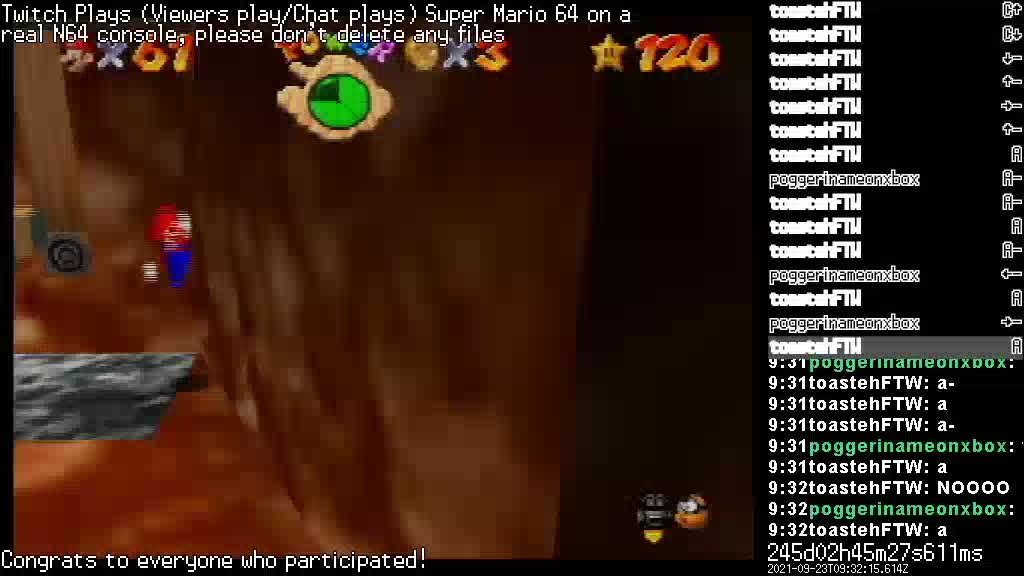 Twitch Plays (Viewers play/Chat plays) Super Mario 64 on a
real N64 console, please don't delete any files
×61
×3
120
toastehFTW C↑
toastehFTW C↓
toastehFTW ↓-
toastehFTW ↑-
toastehFTW →-
toastehFTW ↑-
toastehFTW A
poggerinameonxbox A-
toastehFTW A-
toastehFTW A
toastehFTW A-
poggerinameonxbox ←-
toastehFTW A
poggerinameonxbox →-
toastehFTW A
9:31poggerinameonxbox:
9:31toastehFTW: a-
9:31toastehFTW: a
9:31toastehFTW: a-
9:31poggerinameonxbox:
9:31toastehFTW: a
9:32toastehFTW: NOOOO
9:32poggerinameonxbox:
9:32toastehFTW: a
245d02h45m27s611ms
2021-09-23T09:32:15.614Z
Congrats to everyone who participated!